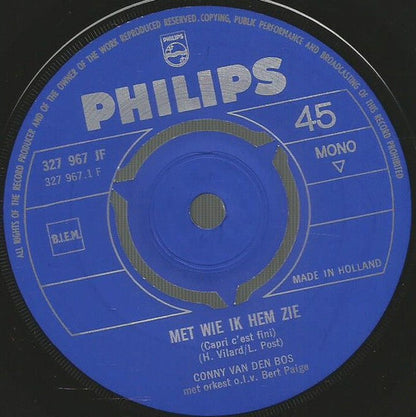 ALL RIGHTS OF THE RECORD PRODUCER AND OF THE OWNER OF THE WORK REPRODUCED RESERVED. COPYING, PUBLIC PERFORMANCE AND BROADCASTING OF THIS RECORD PROHIBITED
PHILIPS
PHILIPS
45
327 967 JF
327 967.1 F
MONO
B.I.E.M.
MADE IN HOLLAND
MET WIE IK HEM ZIE
(Capri c'est fini)
(H. Vilard/L. Post)
CONNY VAN DEN BOS
met orkest o.l.v. Bert Paige